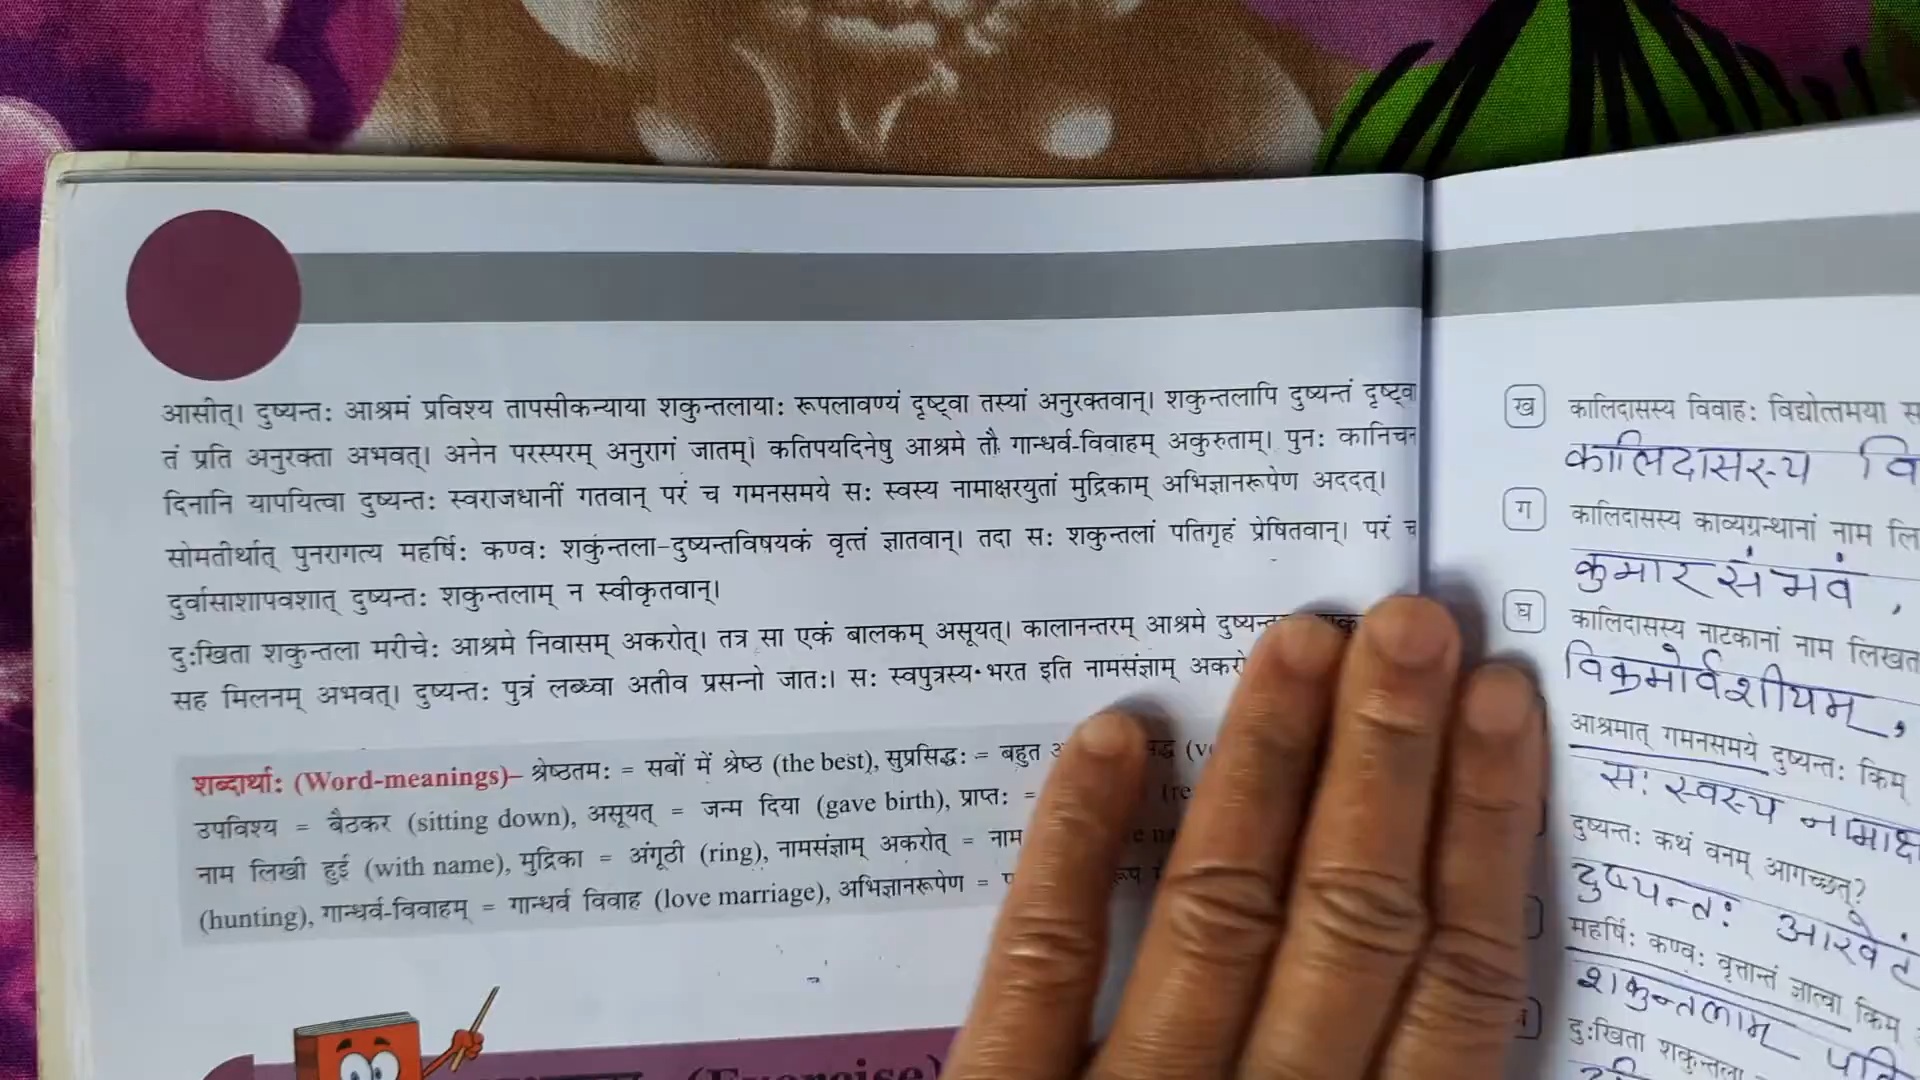 आसीत्। दुष्यन्तः आश्रमं प्रविश्य तापसीकन्याया शकुन्तलायाः रूपलावण्यं दृष्ट्वा तस्यां अनुरक्तवान्। शकुन्तलापि दुष्यन्तं दृष्ट्वा
तं प्रति अनुरक्ता अभवत्। अनेन परस्परम् अनुरागं जातम्। कतिपयदिनेषु आश्रमे तौ गान्धर्व-विवाहम् अकुरुताम्। पुनः कानिचन
दिनानि यापयित्वा दुष्यन्तः स्वराजधानीं गतवान् परं च गमनसमये सः स्वस्य नामाक्षरयुतां मुद्रिकाम् अभिज्ञानरूपेण अददत्।
सोमतीर्थात् पुनरागत्य महर्षिः कण्वः शकुन्तला-दुष्यन्तविषयकं वृत्तं ज्ञातवान्। तदा सः शकुन्तलां पतिगृहं प्रेषितवान्। परं च
दुर्वासाशापवशात् दुष्यन्तः शकुन्तलाम् न स्वीकृतवान्।
दुःखिता शकुन्तला मरीचेः आश्रमे निवासम् अकरोत्। तत्र सा एकं बालकम् असूयत्। कालानन्तरम् आश्रमे
सह मिलनम् अभवत्। दुष्यन्तः पुत्रं लब्ध्वा अतीव प्रसन्नो जातः। सः स्वपुत्रस्य भरत इति नामसंज्ञाम्
शब्दार्थाः (Word-meanings)– श्रेष्ठतमः = सबों में श्रेष्ठ (the best), सुप्रसिद्धः = बहुत
उपविश्य = बैठकर (sitting down), असूयत् = जन्म दिया (gave birth), प्राप्तः =
नाम लिखी हुई (with name), मुद्रिका = अंगूठी (ring), नामसंज्ञाम् अकरोत् = नाम
(hunting), गान्धर्व-विवाहम् = गान्धर्व विवाह (love marriage), अभिज्ञानरूपेण =
(Exercise)
ख कालिदासस्य विवाहः विद्योत्तमया
कालिदासस्य वि
ग कालिदासस्य काव्यग्रन्थानां नाम लि
कुमारसंभवं ,
घ कालिदासस्य नाटकानां नाम लिखत
विक्रमोर्वशीयम् ,
आश्रमात् गमनसमये दुष्यन्तः किम्
सः स्वस्य नामाक्ष
दुष्यन्तः कथं वनम् आगच्छत्?
दुष्यन्तः आखेटं
महर्षिः कण्वः वृत्तान्तं ज्ञात्वा किम्
शकुन्तलाम् पति
दुःखिता शकुन्तला